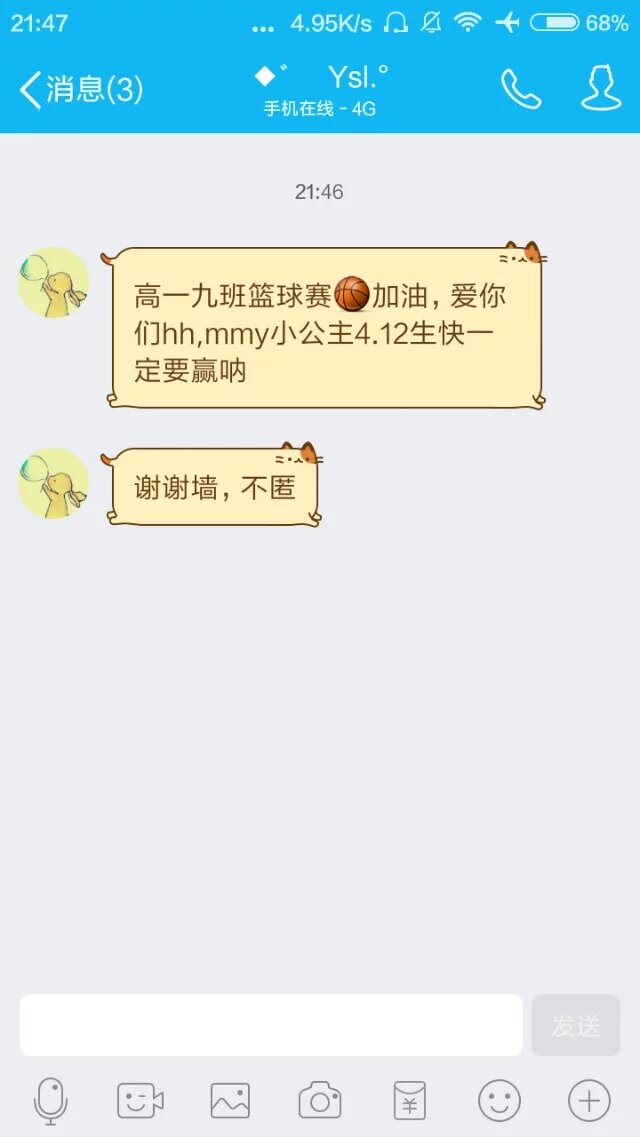 21:47 ... 4.95K/s 68%
消息(3) ◆゛ Ysl.°
手机在线 - 4G
21:46
高一九班篮球赛🏀加油，爱你
们hh,mmy小公主4.12生快一
定要赢呐
谢谢墙，不匿
发送